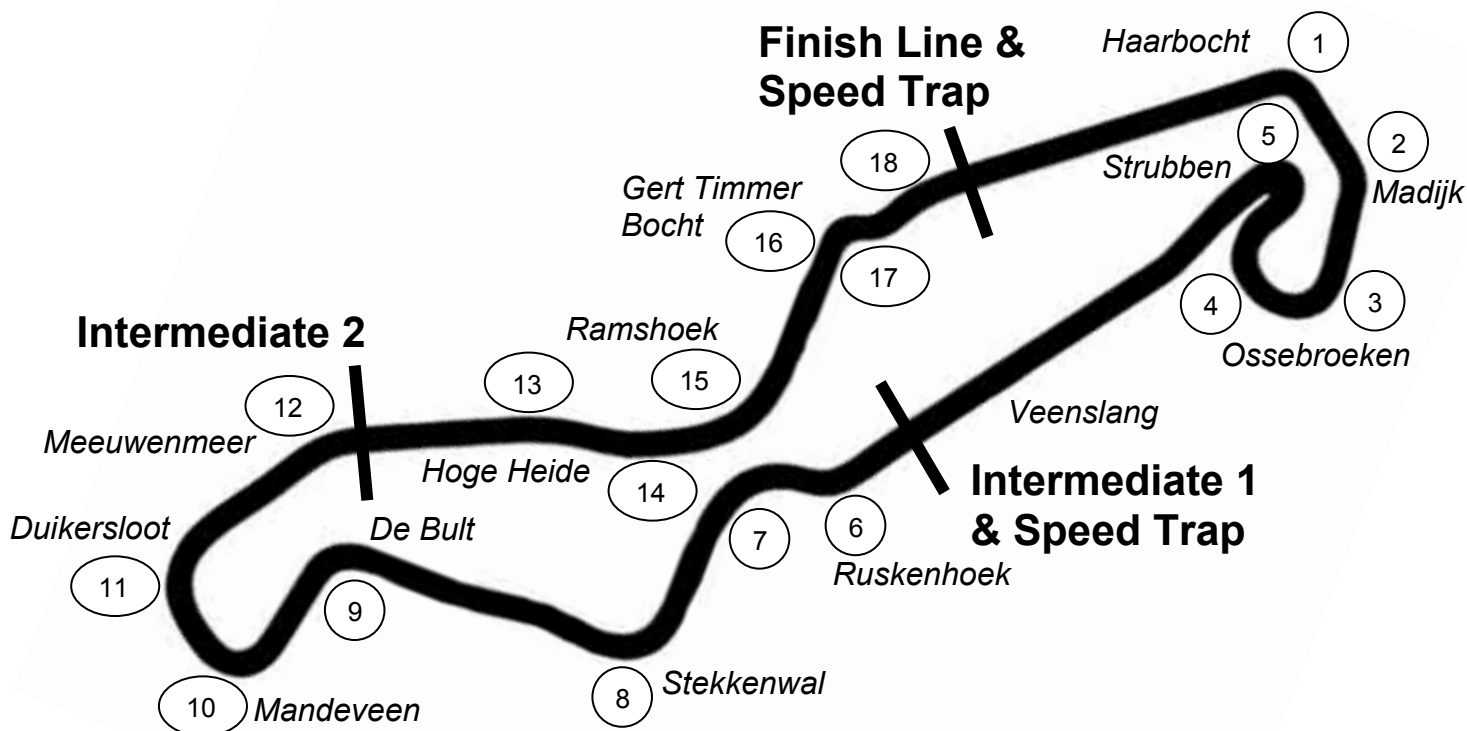 Finish Line &
Speed Trap
Haarbocht
1
5
2
18
Strubben
Madijk
Gert Timmer
Bocht
16
17
4
3
Ossebroeken
Intermediate 2
Ramshoek
15
13
12
Veenslang
Meeuwenmeer
Hoge Heide
14
Intermediate 1
& Speed Trap
Duikersloot
De Bult
7
6
Ruskenhoek
11
9
8
Stekkenwal
10
Mandeveen